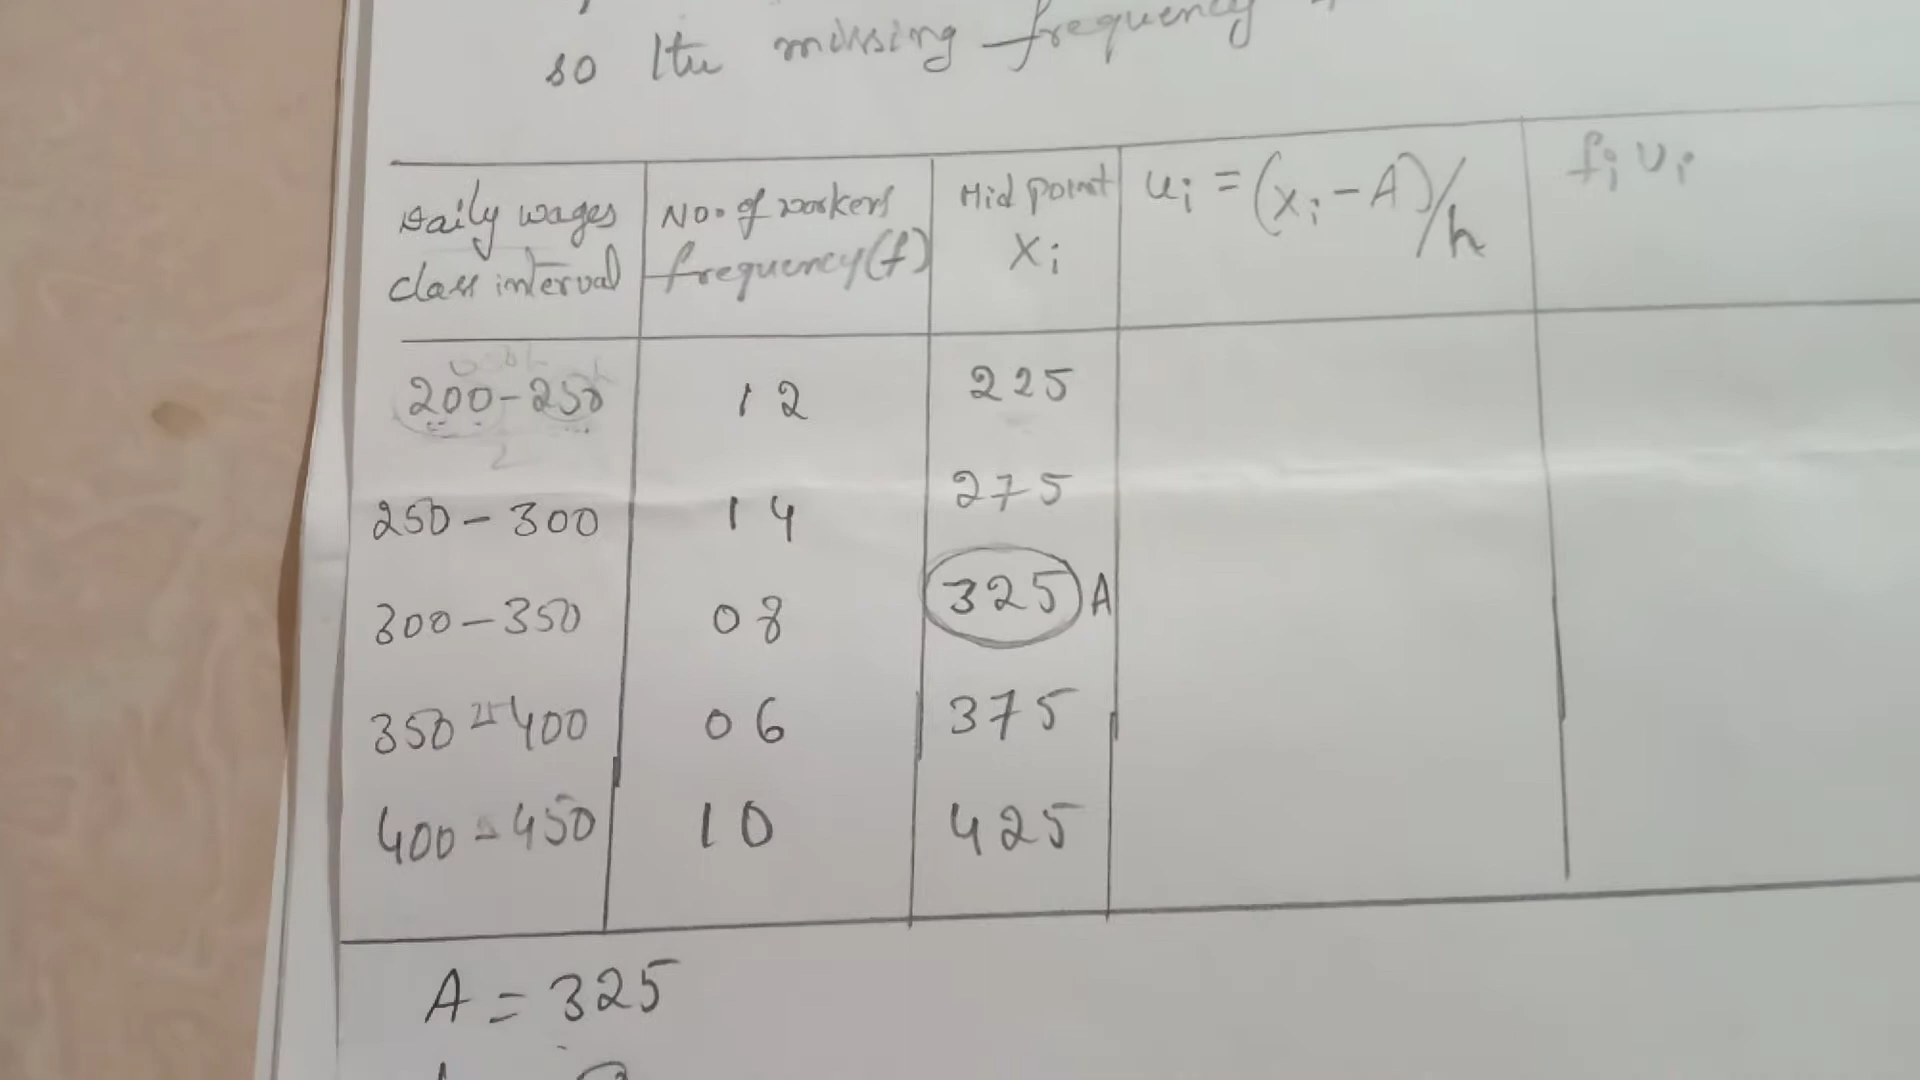 so the missing frequency
Daily wages class interval No. of workers frequency (f) Mid point xi ui = (xi - A)/h fiui
200-250 12 225
250-300 14 275
300-350 08 325 A
350-400 06 375
400-450 10 425
A = 325